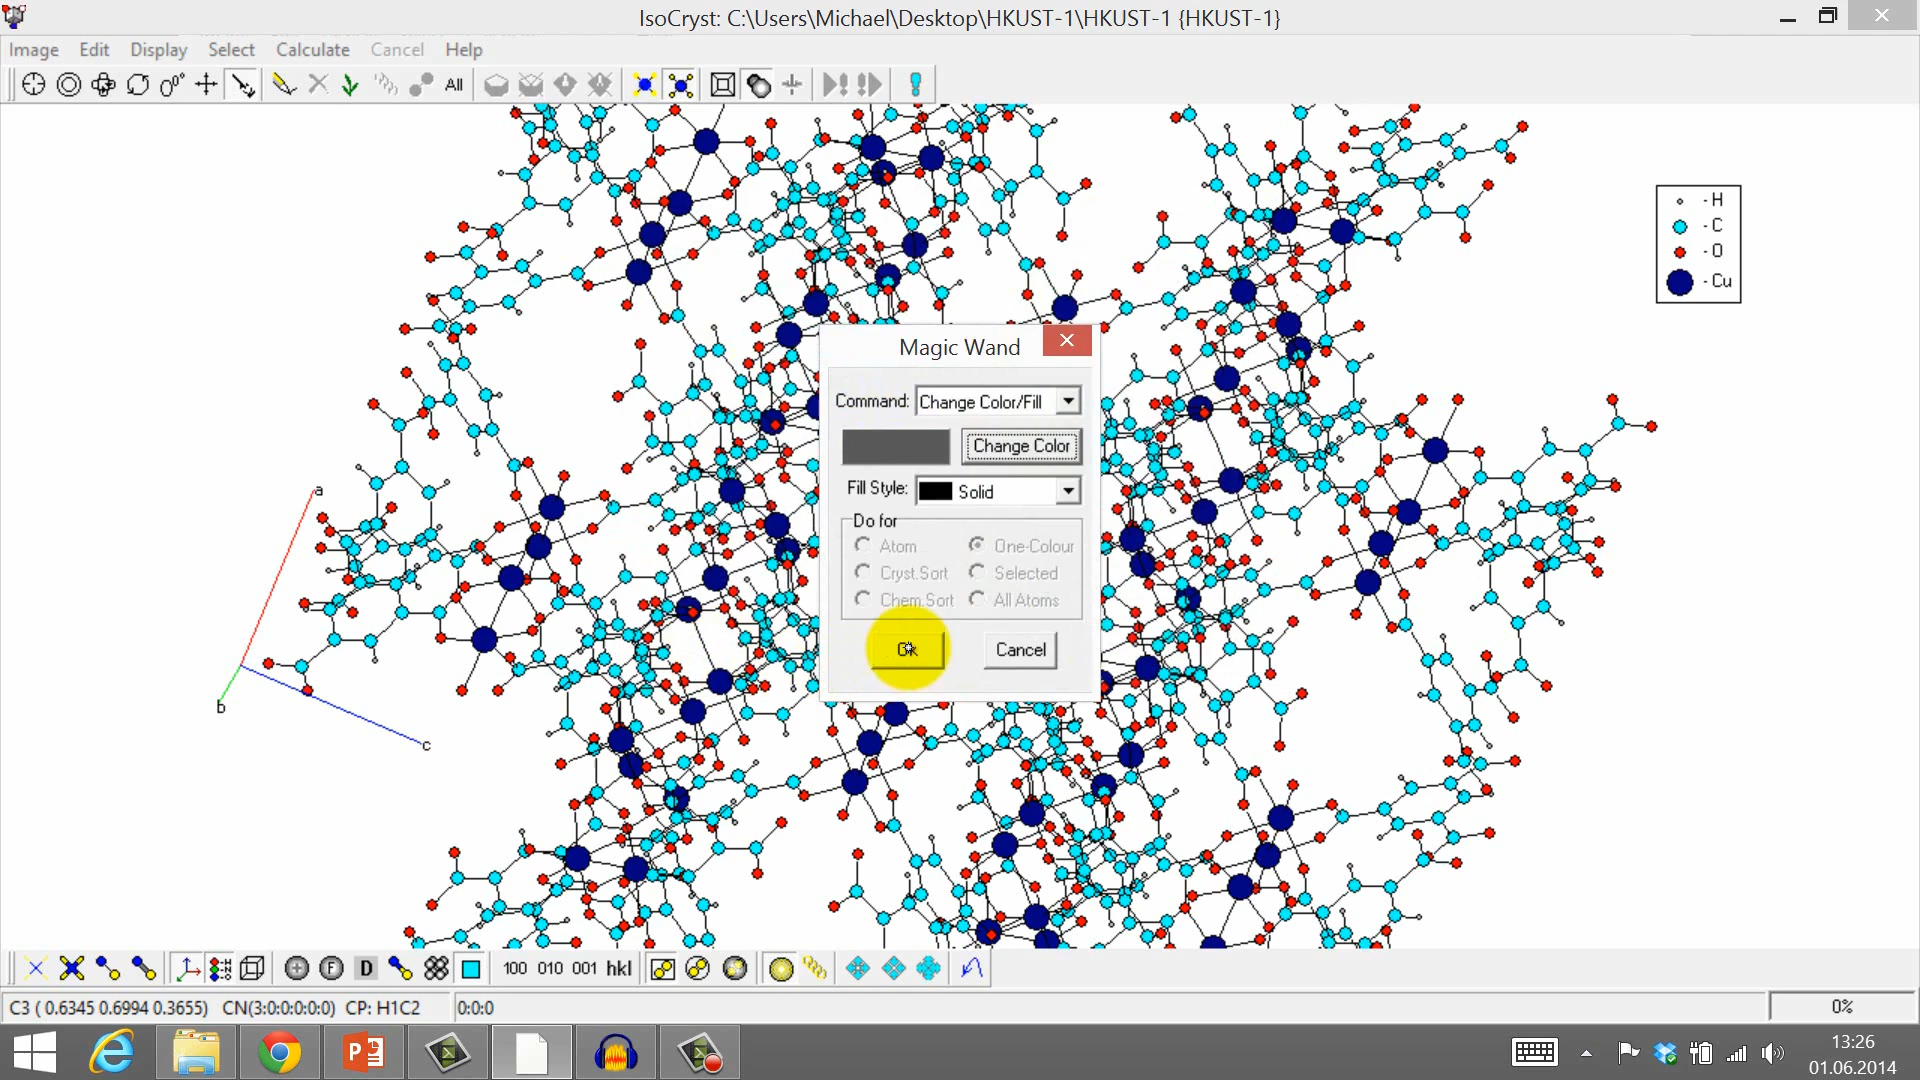 IsoCryst: C:\Users\Michael\Desktop\HKUST-1\HKUST-1 {HKUST-1}
Image Edit Display Select Calculate Cancel Help
All
- H
- C
- O
- Cu
Magic Wand
Command: Change Color/Fill
Change Color
Fill Style: Solid
Do for
Atom One-Colour
Cryst.Sort Selected
Chem.Sort All Atoms
Ok Cancel
a
b
c
F D 100 010 001 hkl
C3 ( 0.6345 0.6994 0.3655) CN(3:0:0:0:0:0) CP: H1C2 0:0:0 0%
13:26
01.06.2014